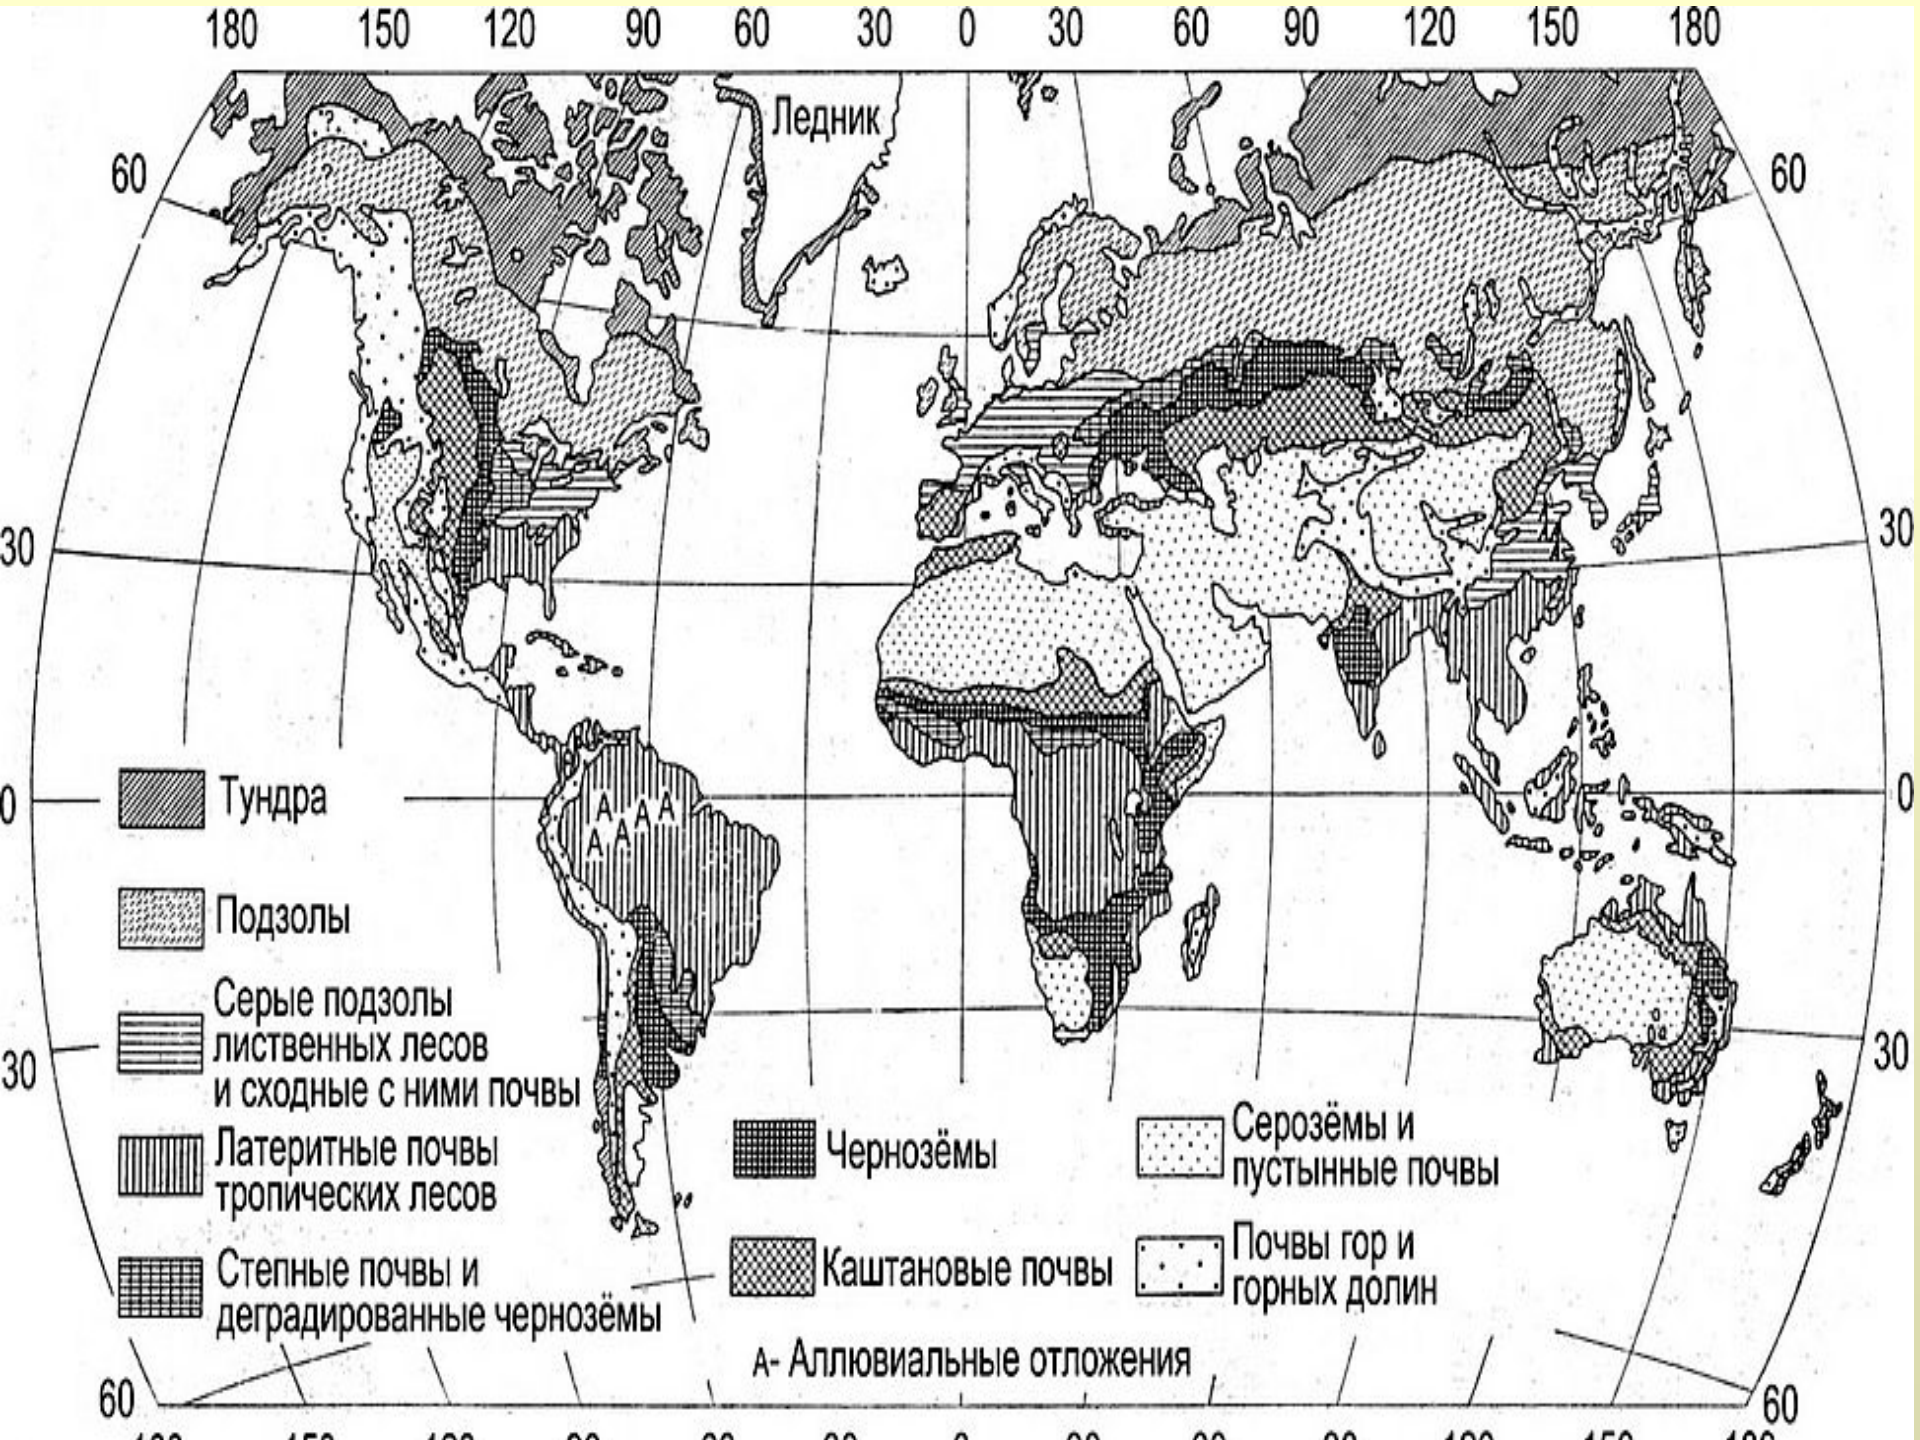 180 150 120 90 60 30 0 30 60 90 120 150 180
Ледник
60 60
30 30
0 0
Тундра
Подзолы
Серые подзолы
лиственных лесов
и сходные с ними почвы
30 30
Латеритные почвы
тропических лесов
Степные почвы и
деградированные чернозёмы
Чернозёмы
Каштановые почвы
Серозёмы и
пустынные почвы
Почвы гор и
горных долин
А А А А А А
А- Аллювиальные отложения
60 60